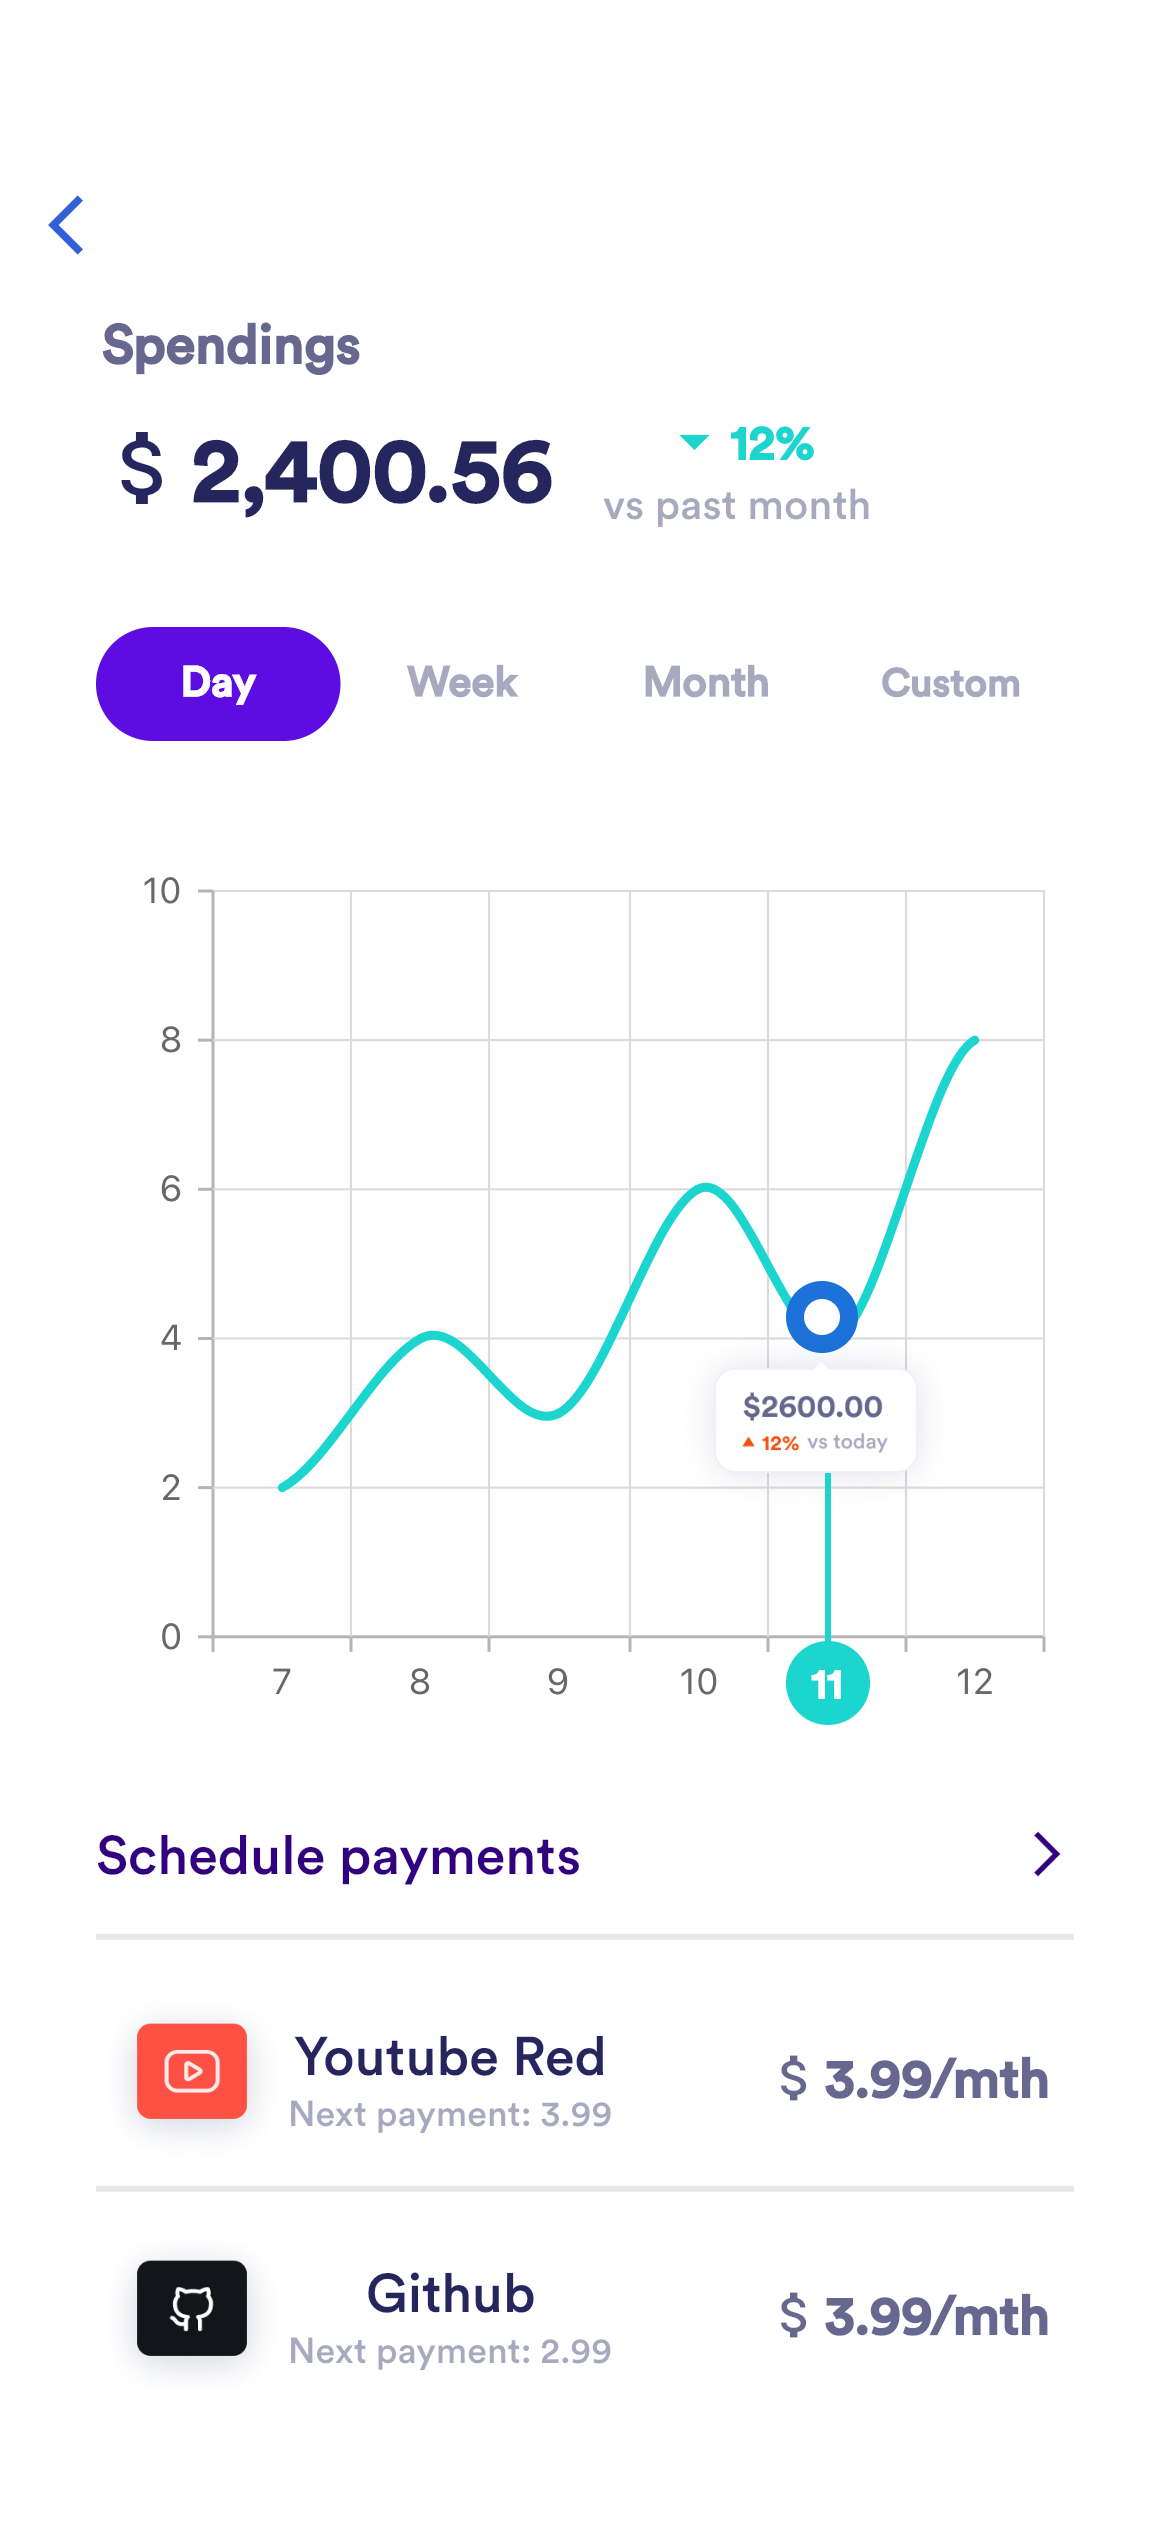 Spendings
$ 2,400.56
12%
vs past month
Day Week Month Custom
10
8
6
4
2
0
$2600.00
12% vs today
7 8 9 10 11 12
Schedule payments
Youtube Red
Next payment: 3.99
$ 3.99/mth
Github
Next payment: 2.99
$ 3.99/mth